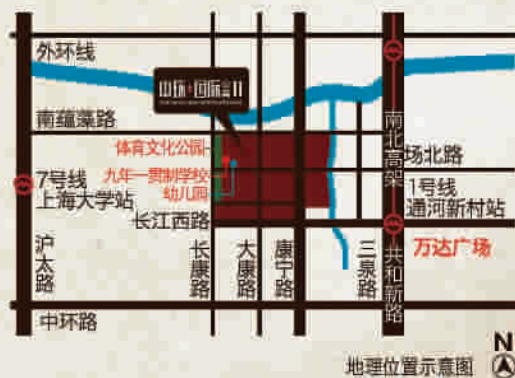 外环线
中环国际公寓II
南蕴藻路
体育文化公园
九年一贯制学校
幼儿园
7号线
上海大学站
长江西路
场北路
1号线
通河新村站
万达广场
南北高架
共和新路
沪太路
长康路
大康路
康宁路
三泉路
中环路
N
地理位置示意图